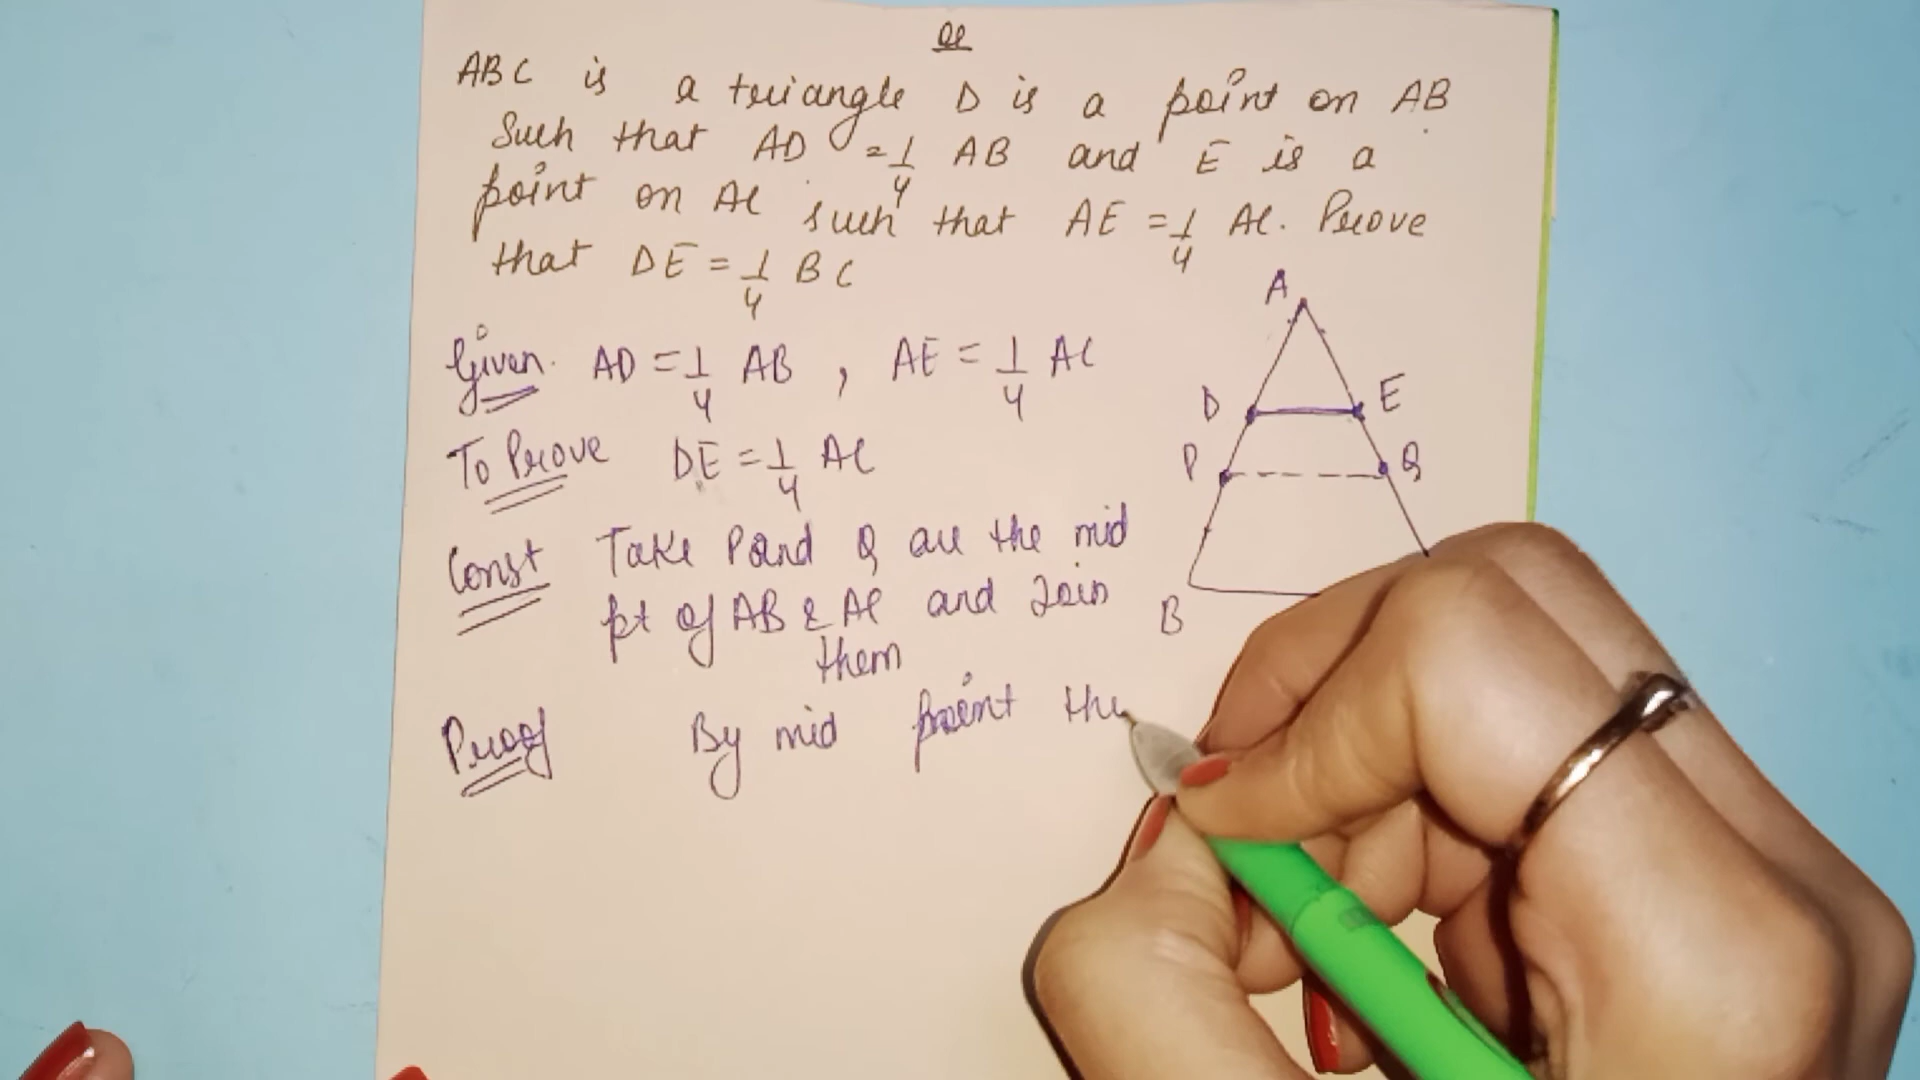 Q
ABC is a triangle D is a point on AB
Such that AD = 1/4 AB and E is a
point on AC such that AE = 1/4 AC. Prove
that DE = 1/4 BC
Given. AD = 1/4 AB , AE = 1/4 AC
To Prove DE = 1/4 AC
Const Take P and Q are the mid
pt of AB & AC and Join
them
Proof By mid point the
A
D E
P Q
B